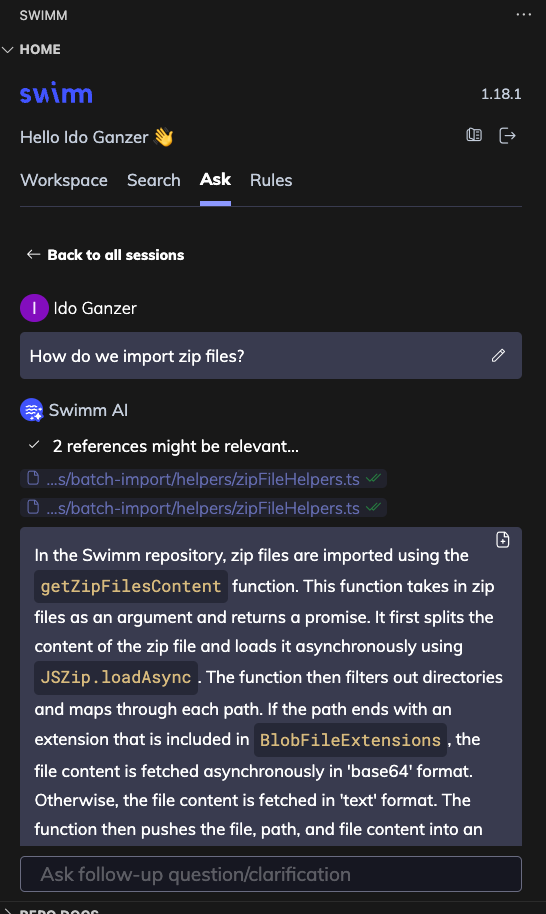 SWIMM
HOME
swimm
1.18.1
Hello Ido Ganzer 👋
Workspace Search Ask Rules
← Back to all sessions
I Ido Ganzer
How do we import zip files?
Swimm AI
✓ 2 references might be relevant...
...s/batch-import/helpers/zipFileHelpers.ts
...s/batch-import/helpers/zipFileHelpers.ts
In the Swimm repository, zip files are imported using the
getZipFilesContent function. This function takes in zip
files as an argument and returns a promise. It first splits the
content of the zip file and loads it asynchronously using
JSZip.loadAsync. The function then filters out directories
and maps through each path. If the path ends with an
extension that is included in BlobFileExtensions, the
file content is fetched asynchronously in 'base64' format.
Otherwise, the file content is fetched in 'text' format. The
function then pushes the file, path, and file content into an
Ask follow-up question/clarification
REPO DOCS